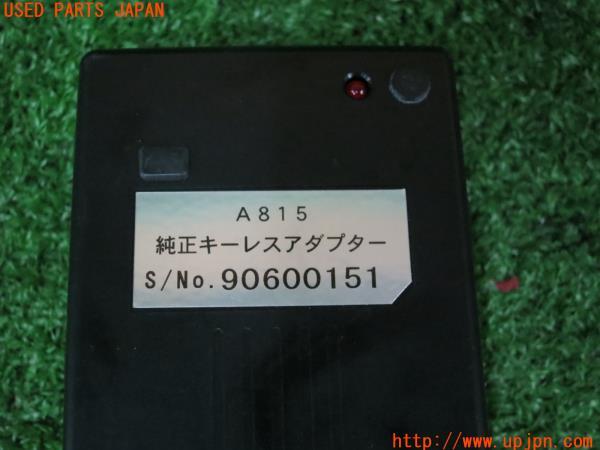 USED PARTS JAPAN
A815
純正キーレスアダプター
S/No.90600151
http://www.upjpn.com/